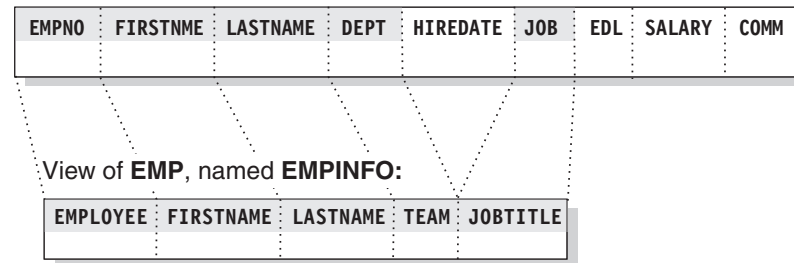 EMPNO FIRSTNME LASTNAME DEPT HIREDATE JOB EDL SALARY COMM
View of EMP, named EMPINFO:
EMPLOYEE FIRSTNAME LASTNAME TEAM JOBTITLE